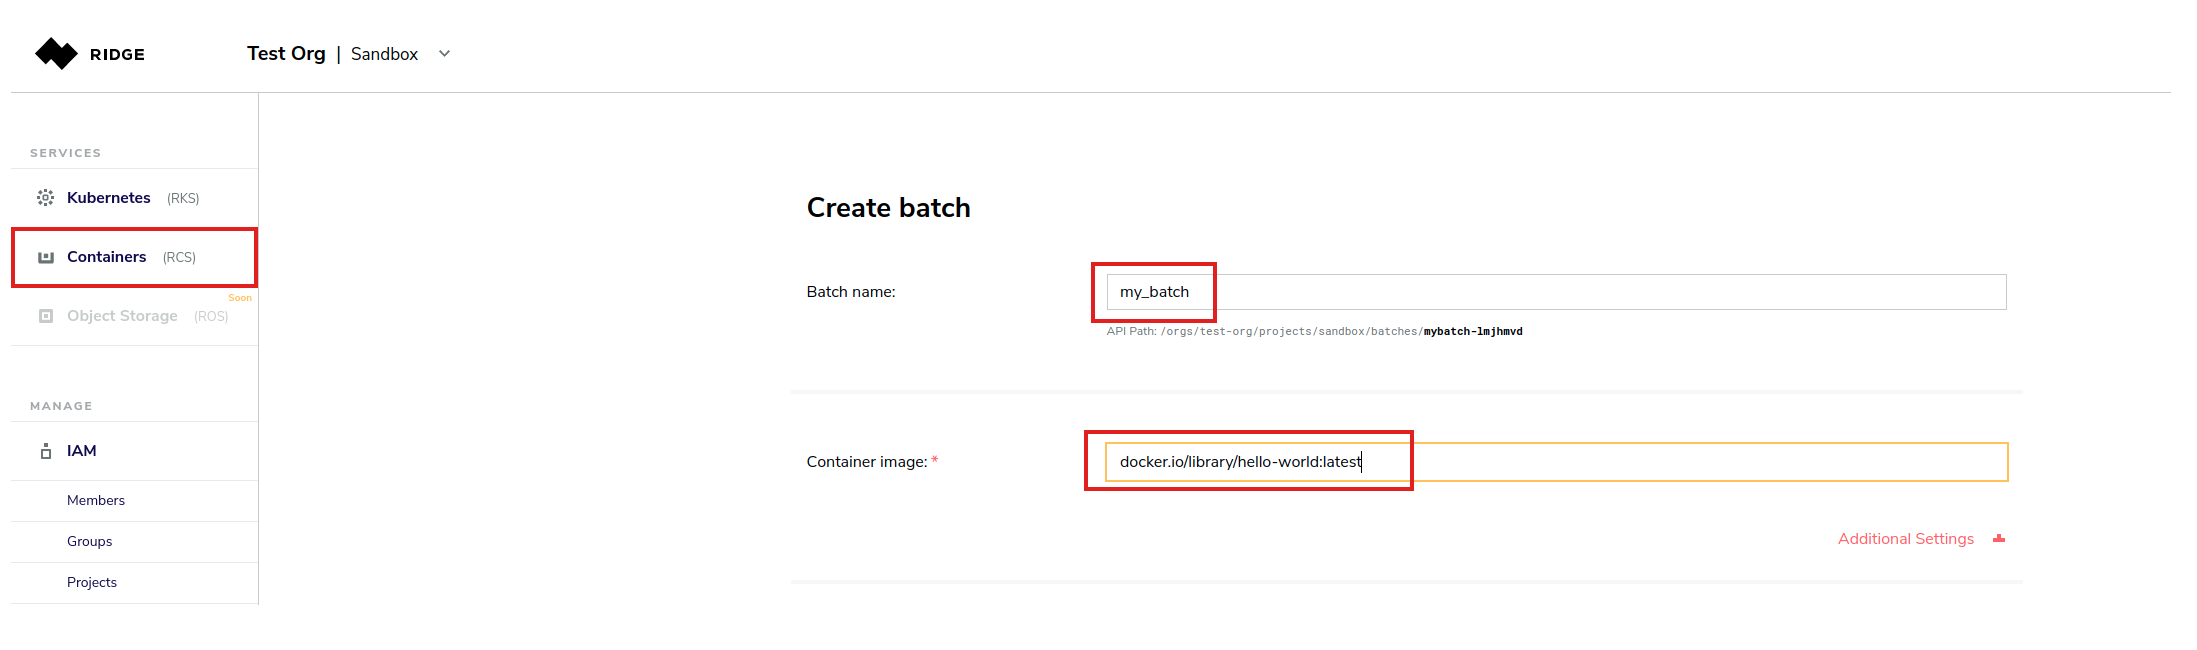 RIDGE
Test Org | Sandbox
SERVICES
Kubernetes (RKS)
Containers (RCS)
Soon
Object Storage (ROS)
MANAGE
IAM
Members
Groups
Projects
Create batch
Batch name:
my_batch
API Path: /orgs/test-org/projects/sandbox/batches/mybatch-lmjhmvd
Container image: *
docker.io/library/hello-world:latest
Additional Settings